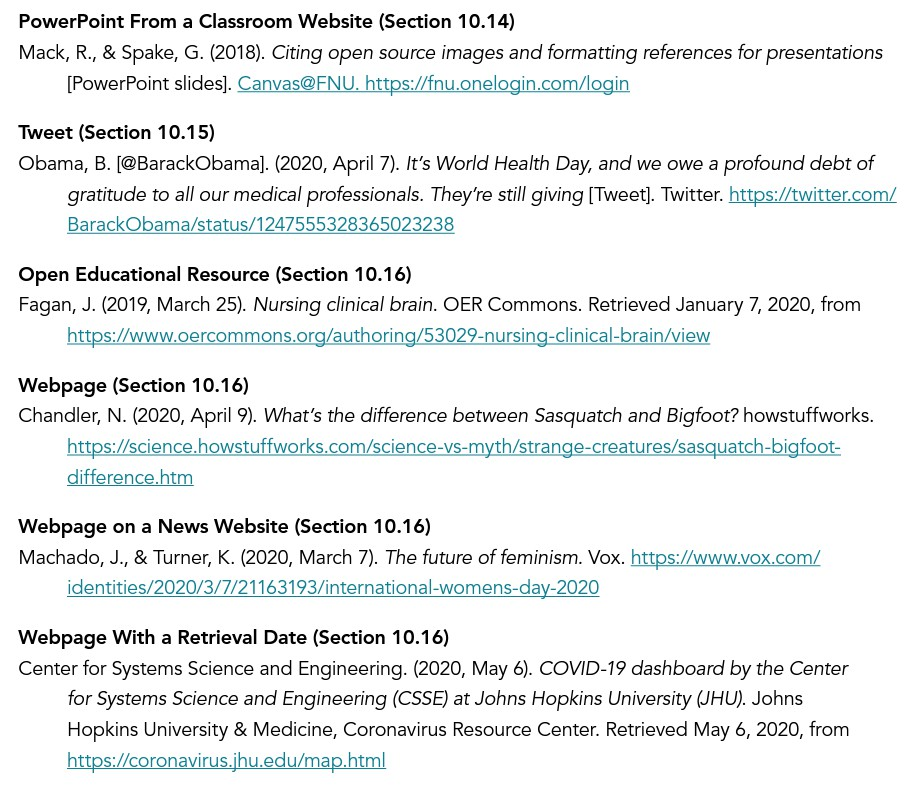 PowerPoint From a Classroom Website (Section 10.14)
Mack, R., & Spake, G. (2018). Citing open source images and formatting references for presentations
[PowerPoint slides]. Canvas@FNU. https://fnu.onelogin.com/login
Tweet (Section 10.15)
Obama, B. [@BarackObama]. (2020, April 7). It’s World Health Day, and we owe a profound debt of
gratitude to all our medical professionals. They’re still giving [Tweet]. Twitter. https://twitter.com/
BarackObama/status/1247555328365023238
Open Educational Resource (Section 10.16)
Fagan, J. (2019, March 25). Nursing clinical brain. OER Commons. Retrieved January 7, 2020, from
https://www.oercommons.org/authoring/53029-nursing-clinical-brain/view
Webpage (Section 10.16)
Chandler, N. (2020, April 9). What’s the difference between Sasquatch and Bigfoot? howstuffworks.
https://science.howstuffworks.com/science-vs-myth/strange-creatures/sasquatch-bigfoot-
difference.htm
Webpage on a News Website (Section 10.16)
Machado, J., & Turner, K. (2020, March 7). The future of feminism. Vox. https://www.vox.com/
identities/2020/3/7/21163193/international-womens-day-2020
Webpage With a Retrieval Date (Section 10.16)
Center for Systems Science and Engineering. (2020, May 6). COVID-19 dashboard by the Center
for Systems Science and Engineering (CSSE) at Johns Hopkins University (JHU). Johns
Hopkins University & Medicine, Coronavirus Resource Center. Retrieved May 6, 2020, from
https://coronavirus.jhu.edu/map.html